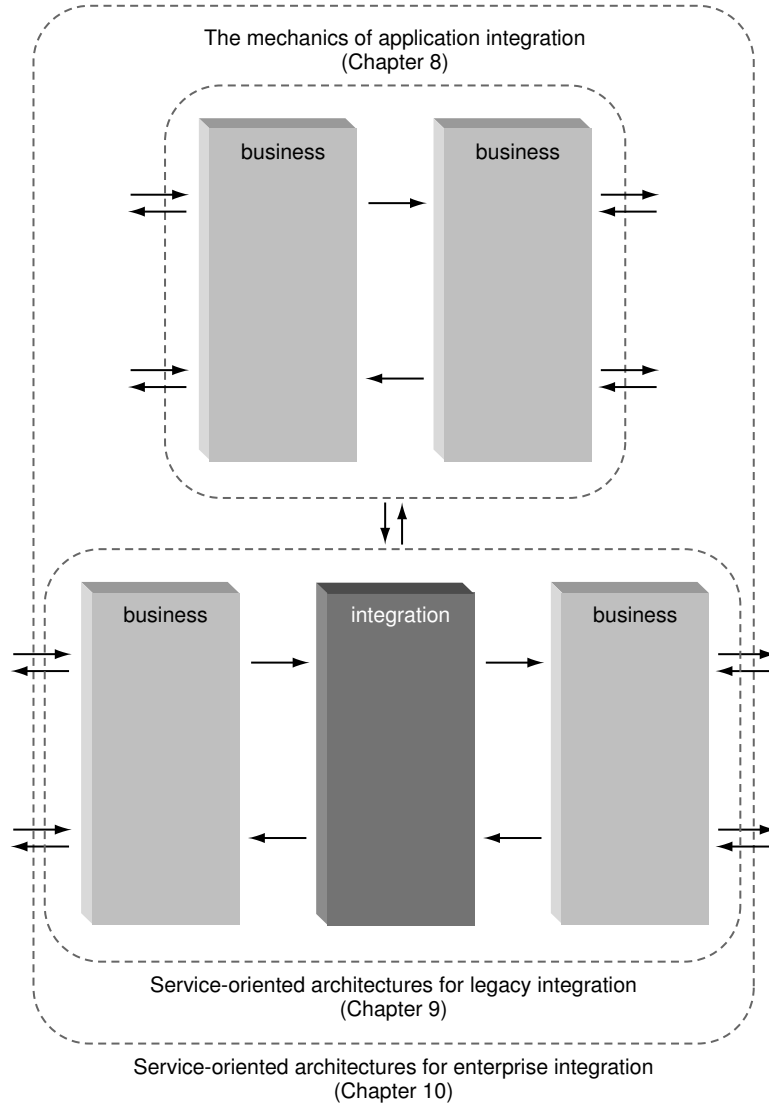 The mechanics of application integration
(Chapter 8)
business
business
business
integration
business
Service-oriented architectures for legacy integration
(Chapter 9)
Service-oriented architectures for enterprise integration
(Chapter 10)